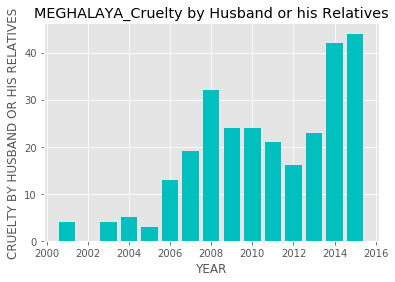 MEGHALAYA_Cruelty by Husband or his Relatives
CRUELTY BY HUSBAND OR HIS RELATIVES
40
30
20
10
0
2000 2002 2004 2006 2008 2010 2012 2014 2016
YEAR